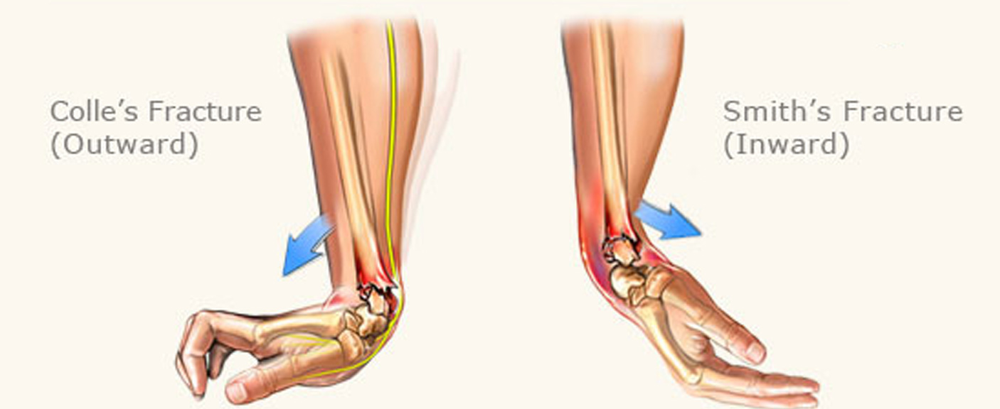 Colle’s Fracture
(Outward)
Smith’s Fracture
(Inward)